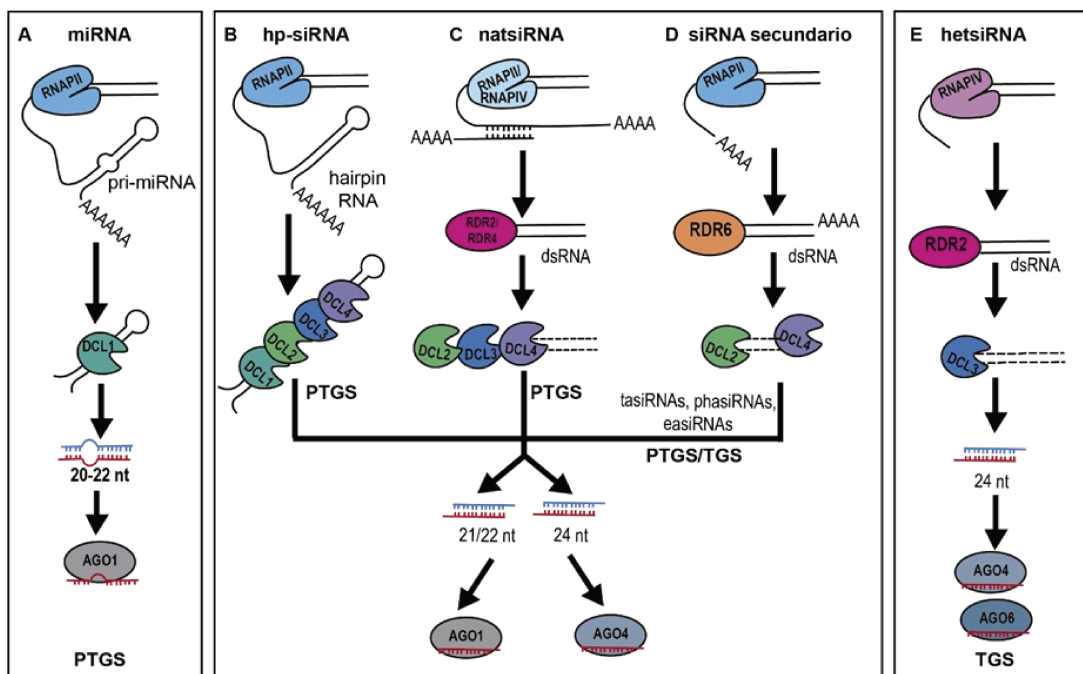 A miRNA
RNAPII
pri-miRNA
AAAAAA
DCL1
20-22 nt
AGO1
PTGS
B hp-siRNA
RNAPII
hairpin
RNA
AAAAAA
DCL4
DCL3
DCL2
DCL1
PTGS
C natsiRNA
RNAPII/
RNAPIV
AAAA
AAAA
RDR2/
RDR4
dsRNA
DCL2
DCL3
DCL4
PTGS
D siRNA secundario
RNAPII
AAAA
RDR6
AAAA
dsRNA
DCL2
DCL4
tasiRNAs, phasiRNAs,
easiRNAs
PTGS/TGS
21/22 nt
24 nt
AGO1
AGO4
E hetsiRNA
RNAPIV
RDR2
dsRNA
DCL3
24 nt
AGO4
AGO6
TGS